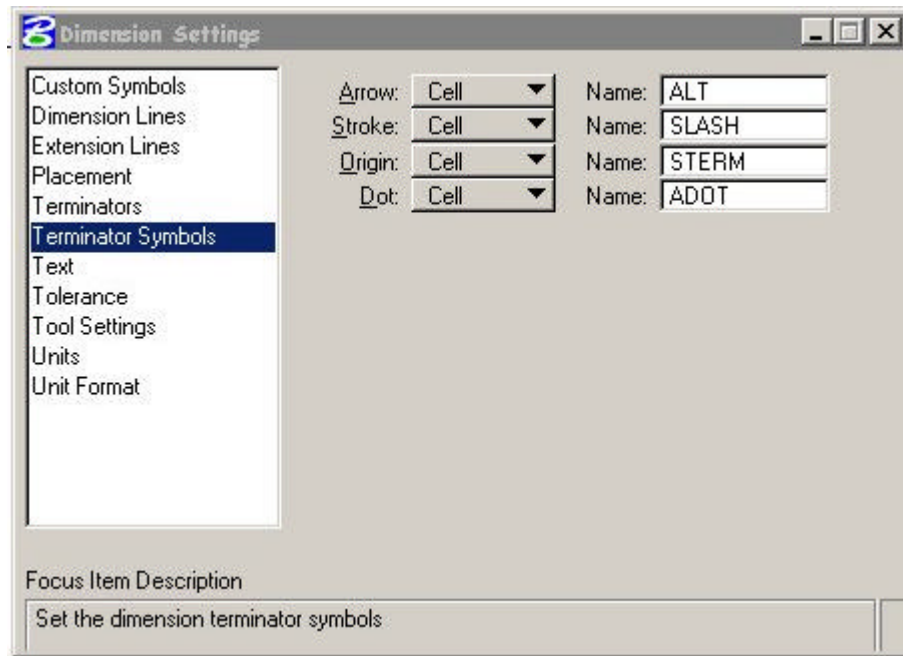 Dimension Settings
Custom Symbols
Dimension Lines
Extension Lines
Placement
Terminators
Terminator Symbols
Text
Tolerance
Tool Settings
Units
Unit Format
Arrow: Cell Name: ALT
Stroke: Cell Name: SLASH
Origin: Cell Name: STERM
Dot: Cell Name: ADOT
Focus Item Description
Set the dimension terminator symbols